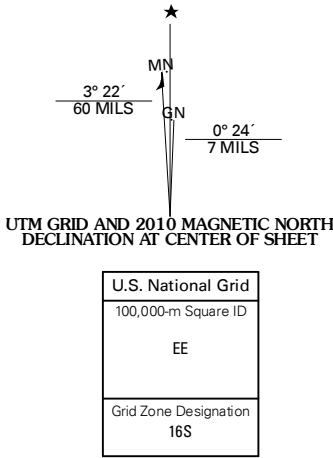 MN
3° 22´
60 MILS
GN
0° 24´
7 MILS
UTM GRID AND 2010 MAGNETIC NORTH
DECLINATION AT CENTER OF SHEET
U.S. National Grid
100,000-m Square ID
EE
Grid Zone Designation
16S